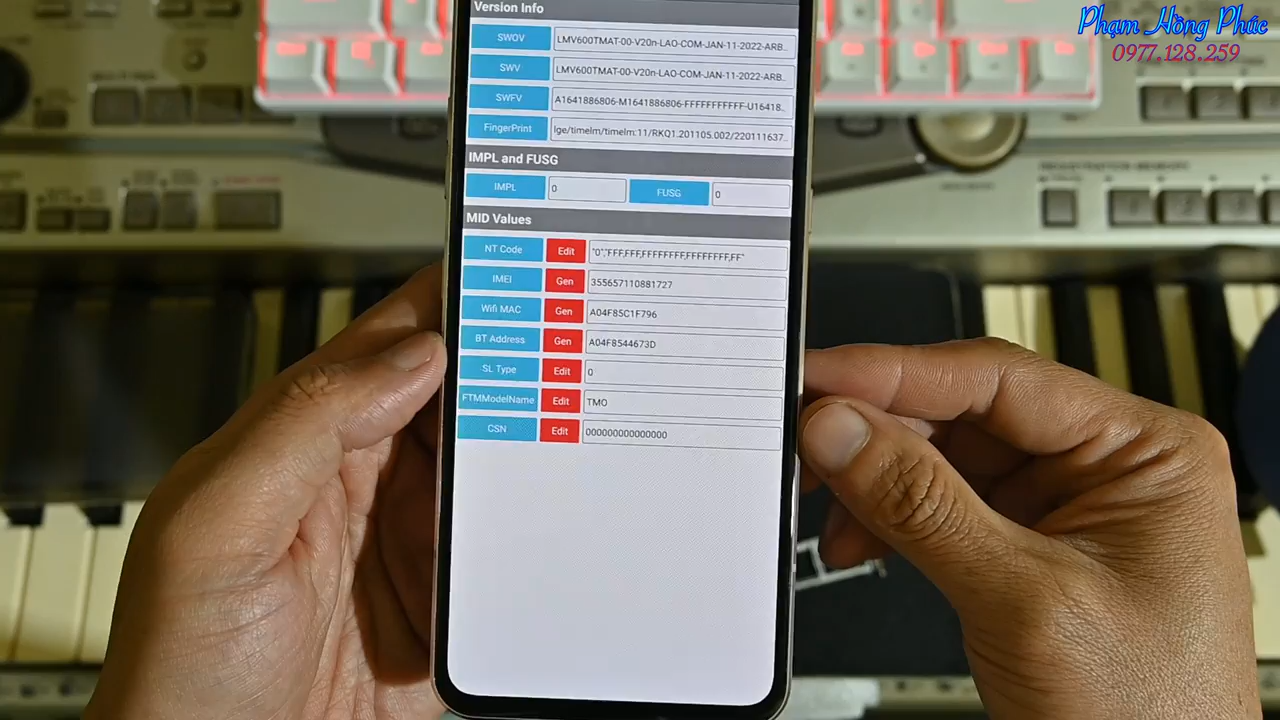 Phạm Hồng Phúc
0977.128.259
Version Info
SWOV LMV600TMAT-00-V20n-LAO-COM-JAN-11-2022-ARB...
SWV LMV600TMAT-00-V20n-LAO-COM-JAN-11-2022-ARB...
SWFV A1641886806-M1641886806-FFFFFFFFFFF-U16418...
FingerPrint lge/timelm/timelm:11/RKQ1.201105.002/220111637...
IMPL and FUSG
IMPL 0 FUSG 0
MID Values
NT Code Edit "0","FFF,FFF,FFFFFFFF,FFFFFFFF,FF"
IMEI Gen 355657110881727
Wifi MAC Gen A04F85C1F796
BT Address Gen A04F8544673D
SL Type Edit 0
FTMModelName Edit TMO
CSN Edit 000000000000000
REGISTRATION MEMORY